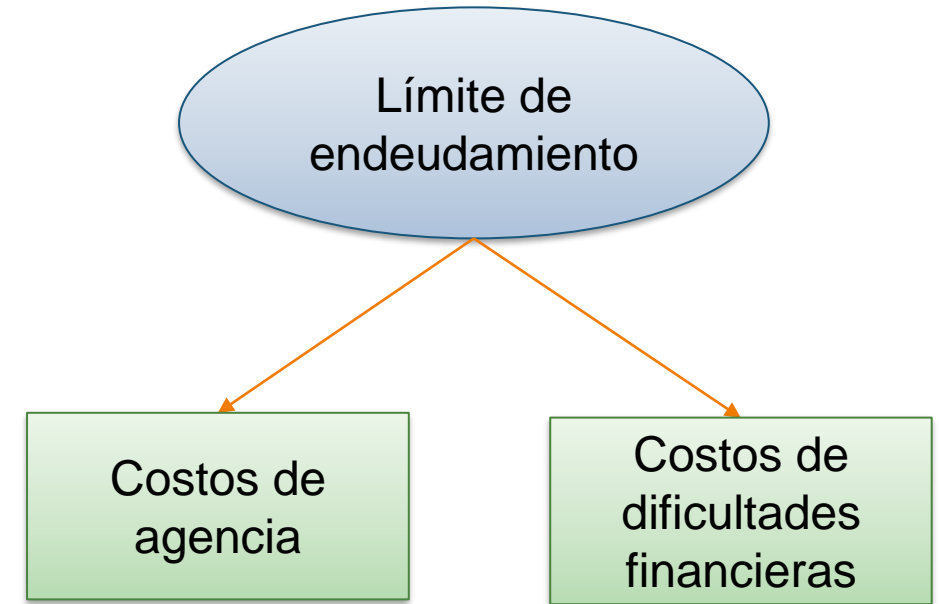 Límite de
endeudamiento
Costos de
agencia
Costos de
dificultades
financieras